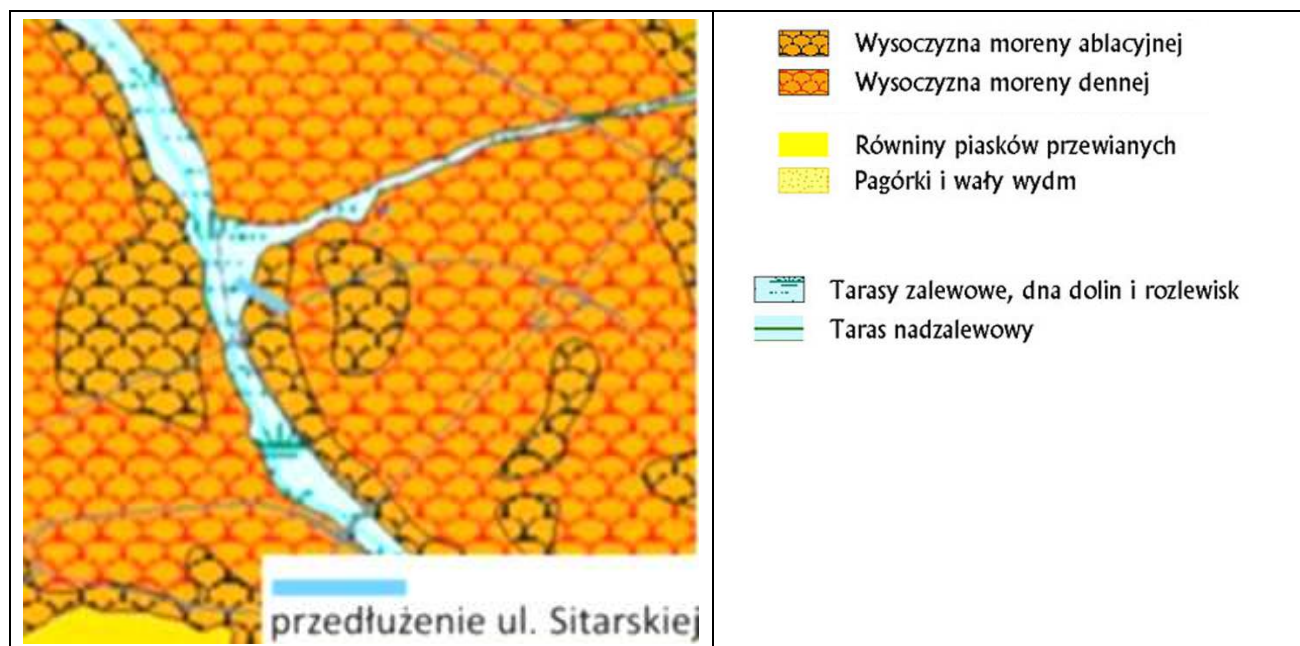 przedłużenie ul. Sitarskiej
Wysoczyzna moreny ablacyjnej
Wysoczyzna moreny dennej
Równiny piasków przewianych
Pagórki i wały wydm
Tarasy zalewowe, dna dolin i rozlewisk
Taras nadzalewowy